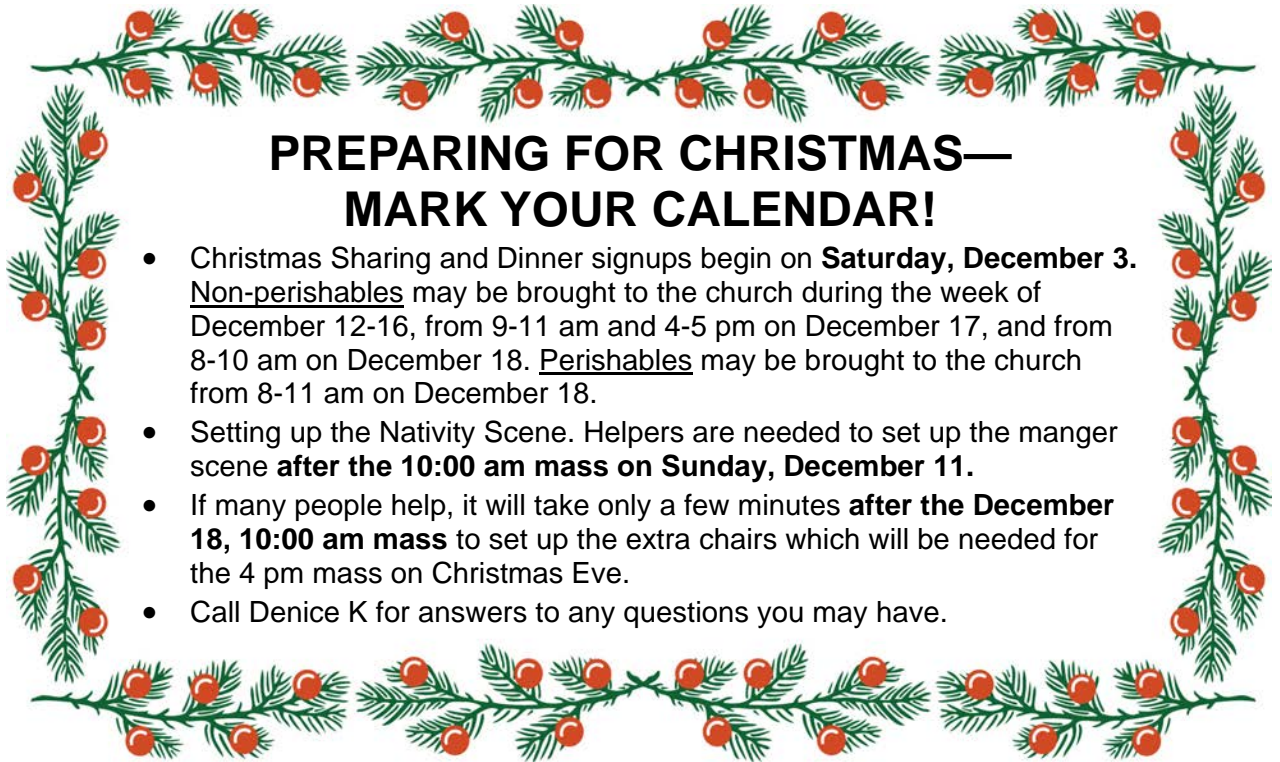 PREPARING FOR CHRISTMAS—
MARK YOUR CALENDAR!
• Christmas Sharing and Dinner signups begin on Saturday, December 3.
Non-perishables may be brought to the church during the week of
December 12-16, from 9-11 am and 4-5 pm on December 17, and from
8-10 am on December 18. Perishables may be brought to the church
from 8-11 am on December 18.
• Setting up the Nativity Scene. Helpers are needed to set up the manger
scene after the 10:00 am mass on Sunday, December 11.
• If many people help, it will take only a few minutes after the December
18, 10:00 am mass to set up the extra chairs which will be needed for
the 4 pm mass on Christmas Eve.
• Call Denice K for answers to any questions you may have.